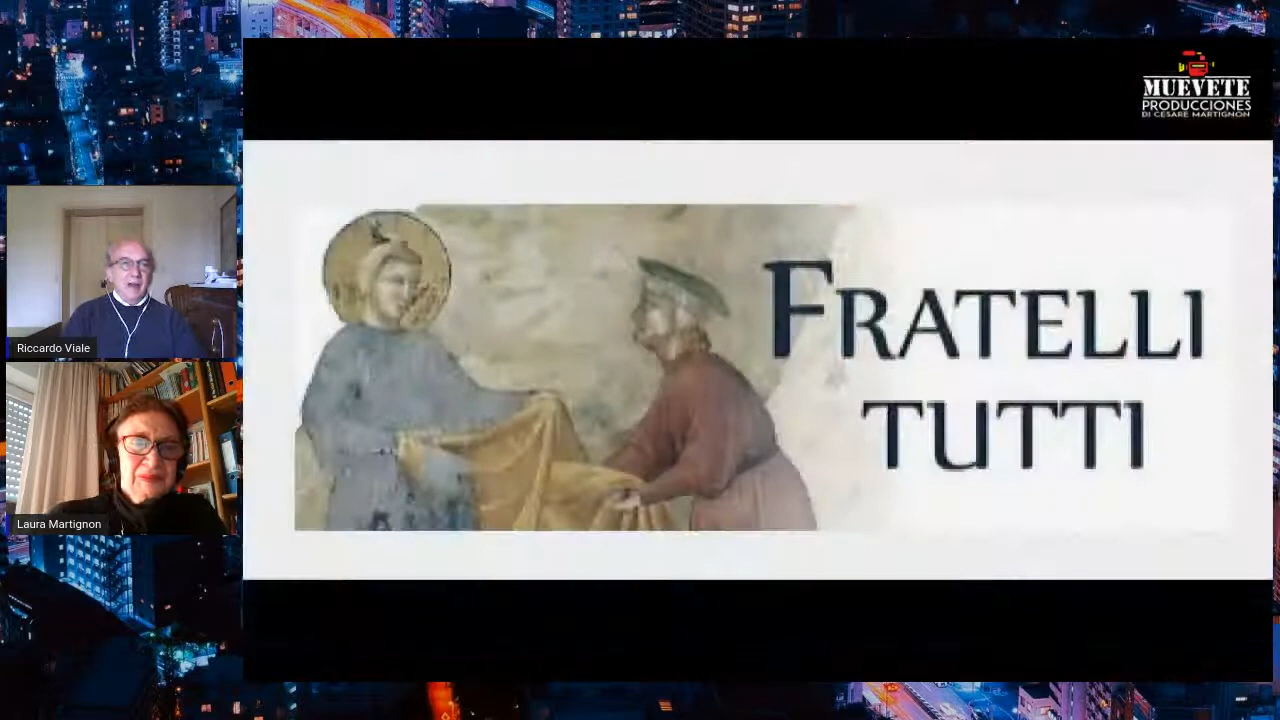 MUEVETE
PRODUCCIONES
DI CESARE MARTIGNON
Riccardo Viale
Laura Martignon
FRATELLI
TUTTI